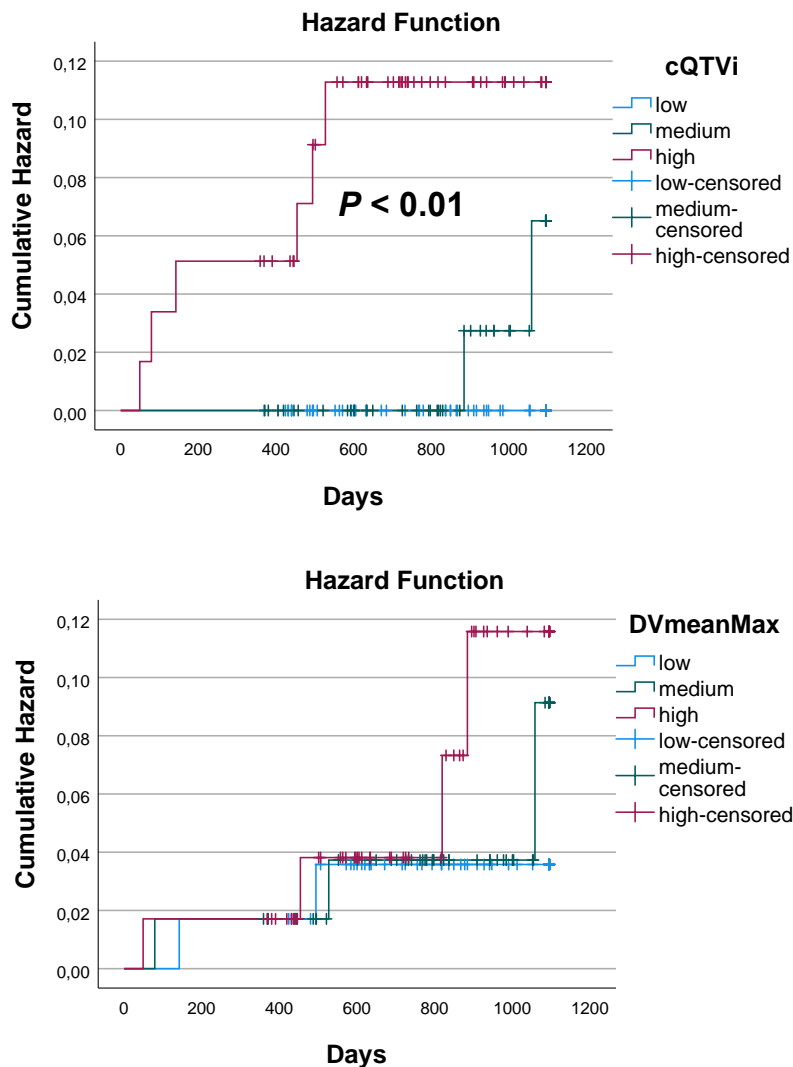 Hazard Function
0,12
0,10
0,08
0,06
0,04
0,02
0,00
Cumulative Hazard
P < 0.01
0 200 400 600 800 1000 1200
Days
cQTVi
low
medium
high
low-censored
medium-
censored
high-censored
Hazard Function
0,12
0,10
0,08
0,06
0,04
0,02
0,00
Cumulative Hazard
0 200 400 600 800 1000 1200
Days
DVmeanMax
low
medium
high
low-censored
medium-
censored
high-censored